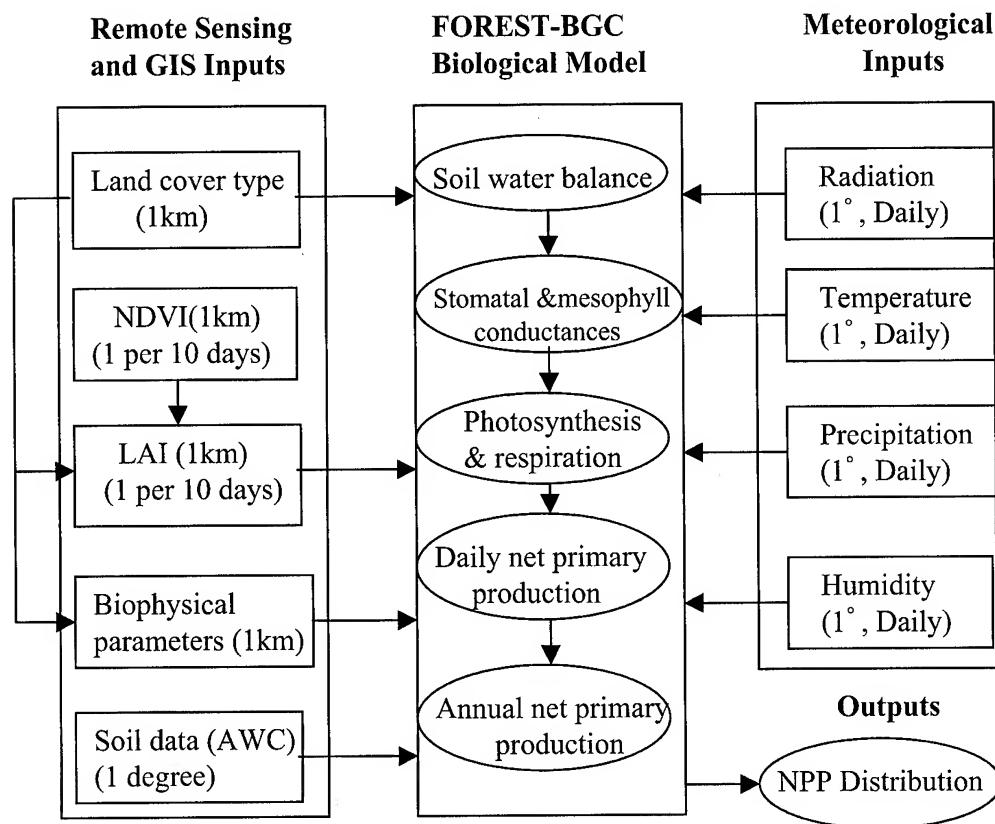 Remote Sensing
and GIS Inputs
Land cover type
(1km)
NDVI(1km)
(1 per 10 days)
LAI (1km)
(1 per 10 days)
Biophysical
parameters (1km)
Soil data (AWC)
(1 degree)
FOREST-BGC
Biological Model
Soil water balance
Stomatal &mesophyll
conductances
Photosynthesis
& respiration
Daily net primary
production
Annual net primary
production
Meteorological
Inputs
Radiation
(1°, Daily)
Temperature
(1°, Daily)
Precipitation
(1°, Daily)
Humidity
(1°, Daily)
Outputs
NPP Distribution